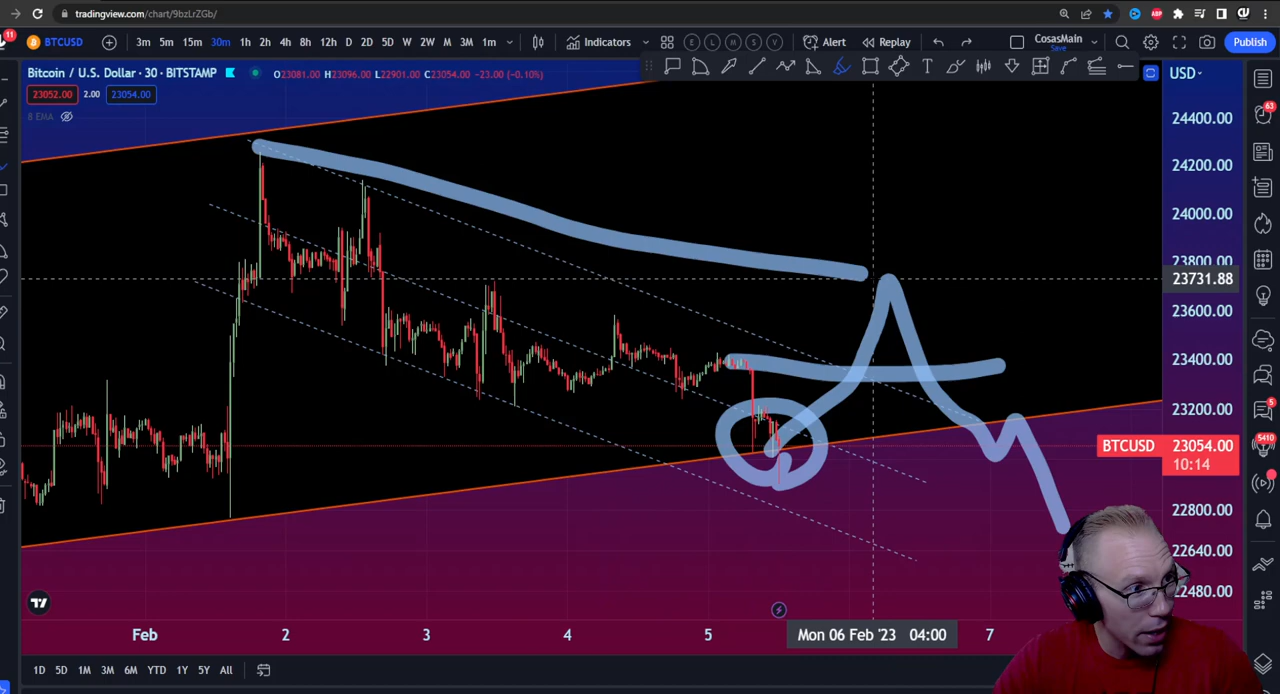 tradingview.com/chart/9bzLrZGb/
11
BTCUSD 3m 5m 15m 30m 1h 2h 4h 8h 12h D 2D 5D W 2W M 3M 1m Indicators E L M S Y Alert Replay CosasMain Save Publish
Bitcoin / U.S. Dollar · 30 · BITSTAMP O23081.00 H23096.00 L22901.00 C23054.00 −23.00 (−0.10%)
T
USD
23052.00 2.00 23054.00
8 EMA
24400.00
63
24200.00
24000.00
23800.00
23731.88
23600.00
23400.00
23200.00
5
BTCUSD 23054.00
5410
10:14
22800.00
22640.00
22480.00
Feb 2 3 4 5 Mon 06 Feb '23 04:00 7
1D 5D 1M 3M 6M YTD 1Y 5Y All